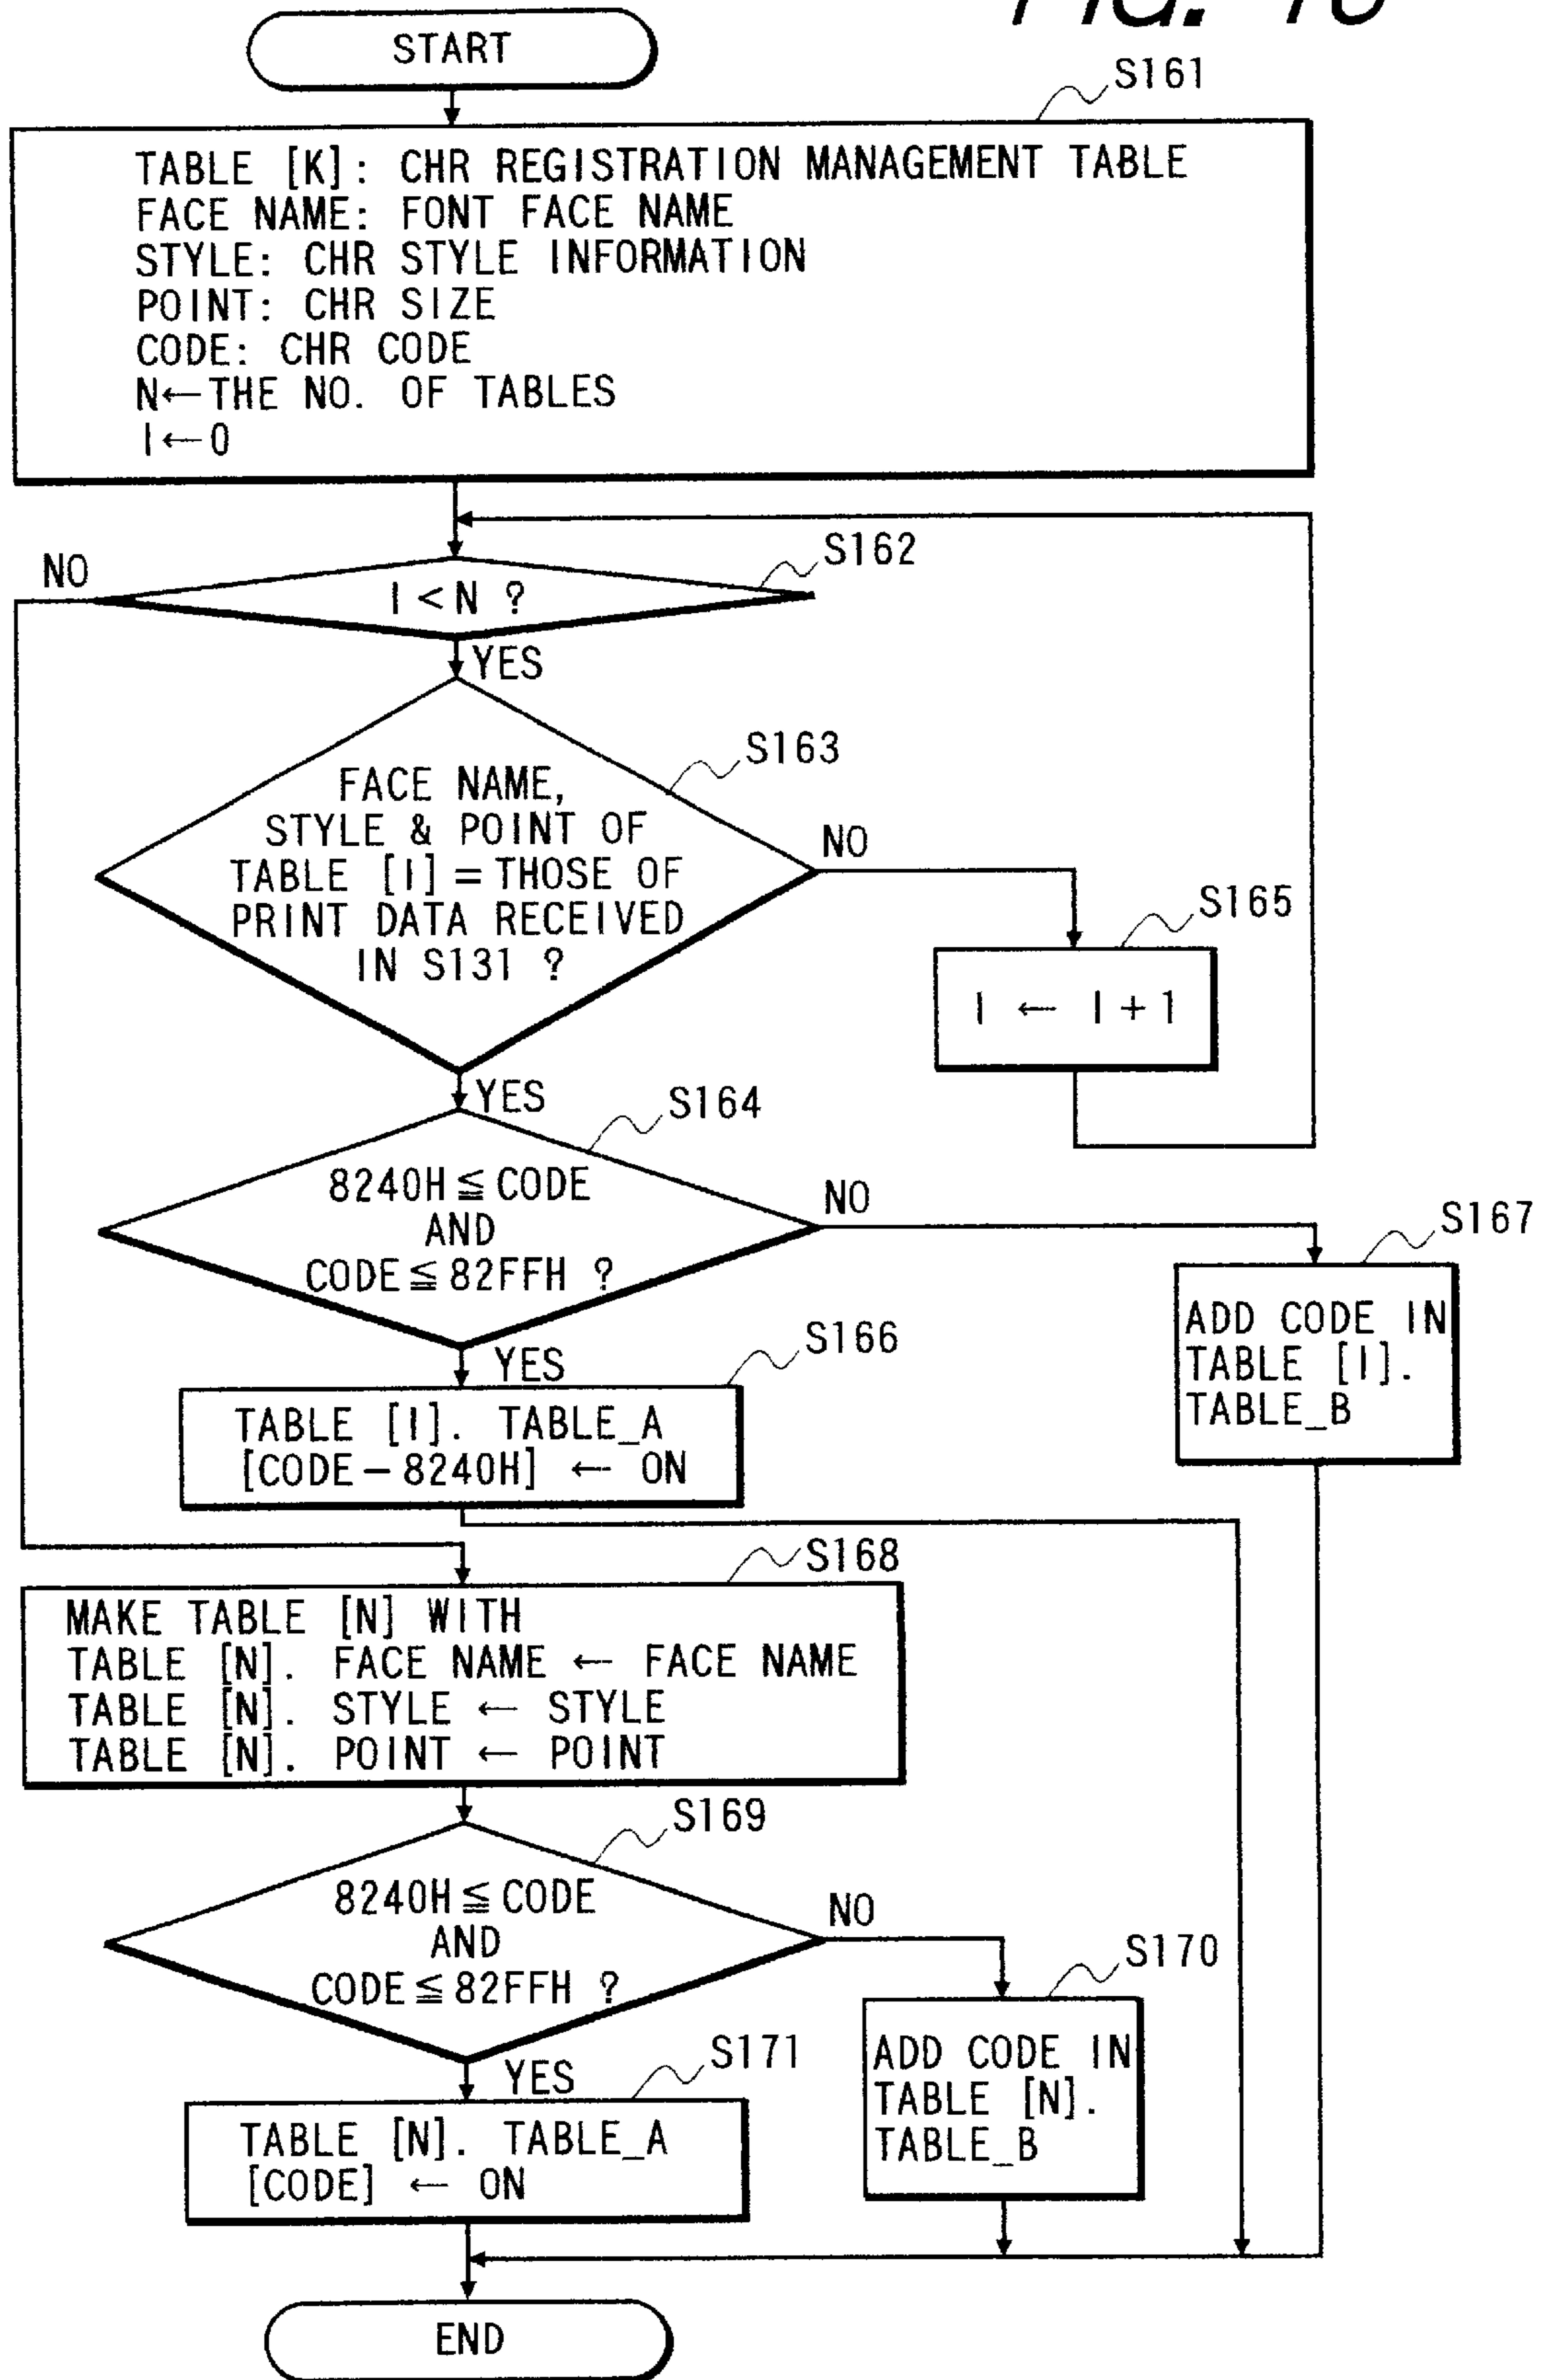 START
S161
TABLE [K]: CHR REGISTRATION MANAGEMENT TABLE
FACE NAME: FONT FACE NAME
STYLE: CHR STYLE INFORMATION
POINT: CHR SIZE
CODE: CHR CODE
N←THE NO. OF TABLES
I←0
S162
NO
I<N ?
YES
S163
FACE NAME,
STYLE & POINT OF
TABLE [I]=THOSE OF
PRINT DATA RECEIVED
IN S131 ?
NO
S165
I ← I+1
YES
S164
8240H≦CODE
AND
CODE≦82FFH ?
NO
S167
ADD CODE IN
TABLE [I].
TABLE_B
YES
S166
TABLE [I]. TABLE_A
[CODE-8240H] ← ON
S168
MAKE TABLE [N] WITH
TABLE [N]. FACE NAME ← FACE NAME
TABLE [N]. STYLE ← STYLE
TABLE [N]. POINT ← POINT
S169
8240H≦CODE
AND
CODE≦82FFH ?
NO
S170
ADD CODE IN
TABLE [N].
TABLE_B
YES
S171
TABLE [N]. TABLE_A
[CODE] ← ON
END